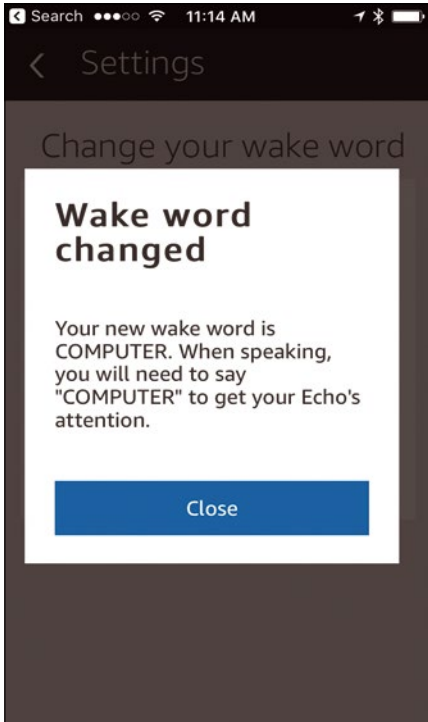 Search 11:14 AM
Settings
Change your wake word
Wake word
changed
Your new wake word is
COMPUTER. When speaking,
you will need to say
"COMPUTER" to get your Echo's
attention.
Close